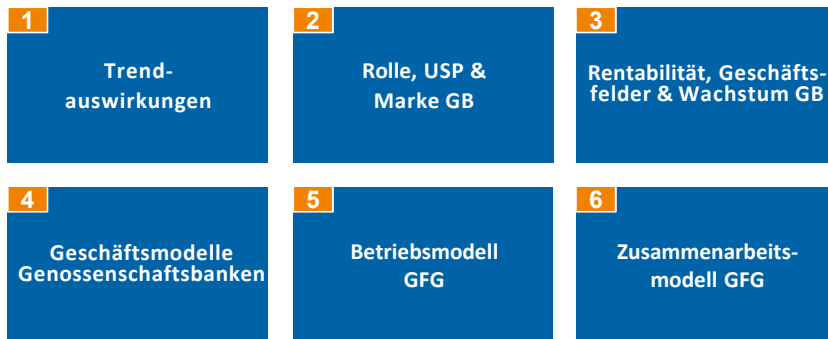 1
Trend-
auswirkungen
2
Rolle, USP &
Marke GB
3
Rentabilität, Geschäfts-
felder & Wachstum GB
4
Geschäftsmodelle
Genossenschaftsbanken
5
Betriebsmodell
GFG
6
Zusammenarbeits-
modell GFG